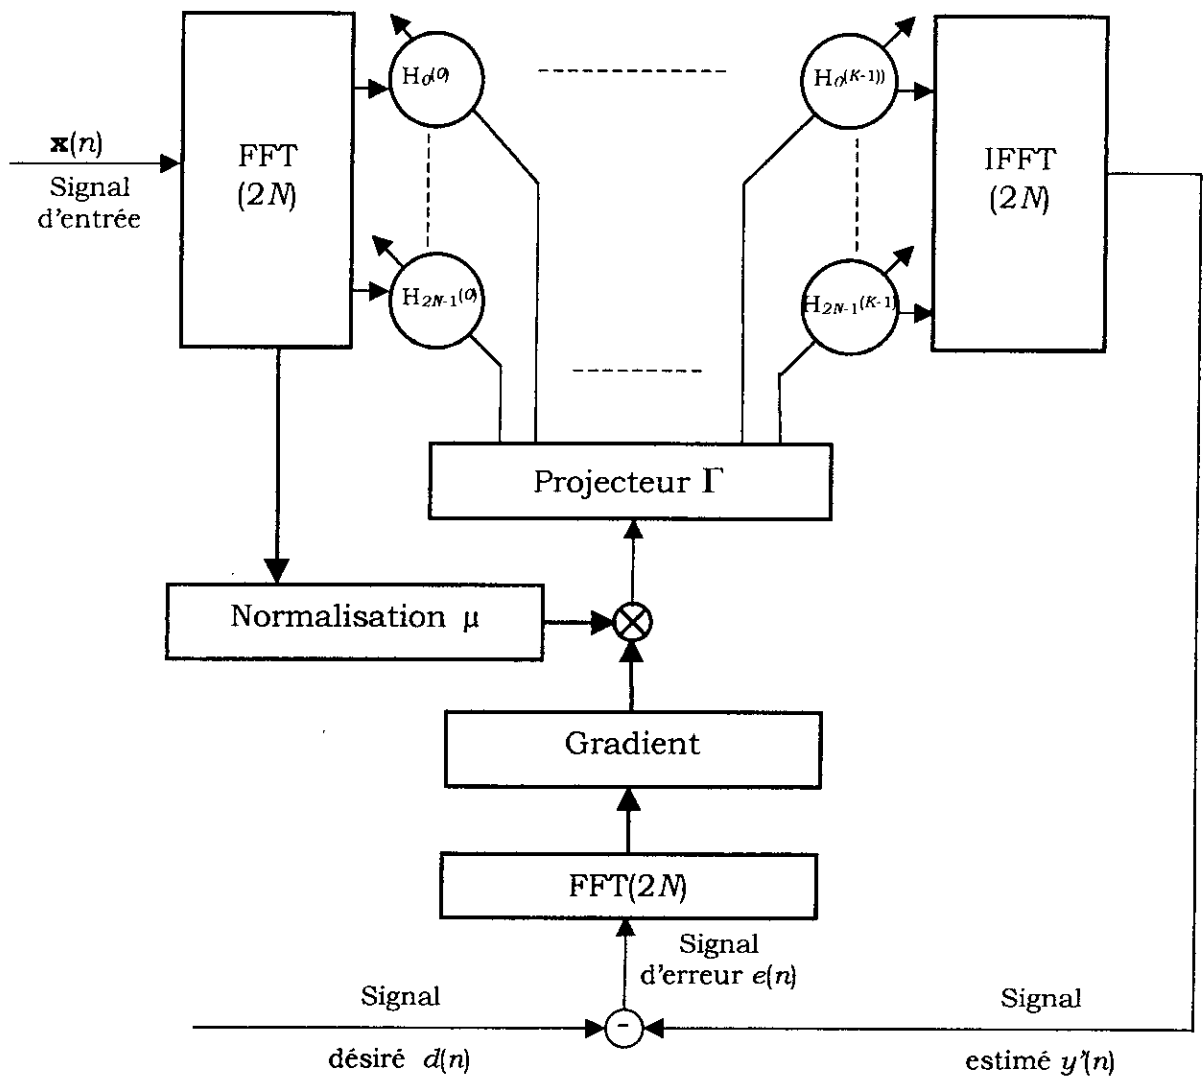 H0(0)
H0(K-1))
x(n)
FFT
(2N)
IFFT
(2N)
Signal
d'entrée
H2N-1(0)
H2N-1(K-1)
Projecteur Γ
Normalisation μ
Gradient
FFT(2N)
Signal
d'erreur e(n)
Signal
désiré d(n)
-
Signal
estimé y'(n)